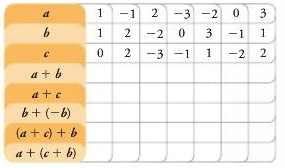 a 1 −1 2 −3 −2 0 3
b 1 2 −2 0 3 −1 1
c 0 2 −3 −1 1 −2 2
a + b
a + c
b + (−b)
(a + c) + b
a + (c + b)